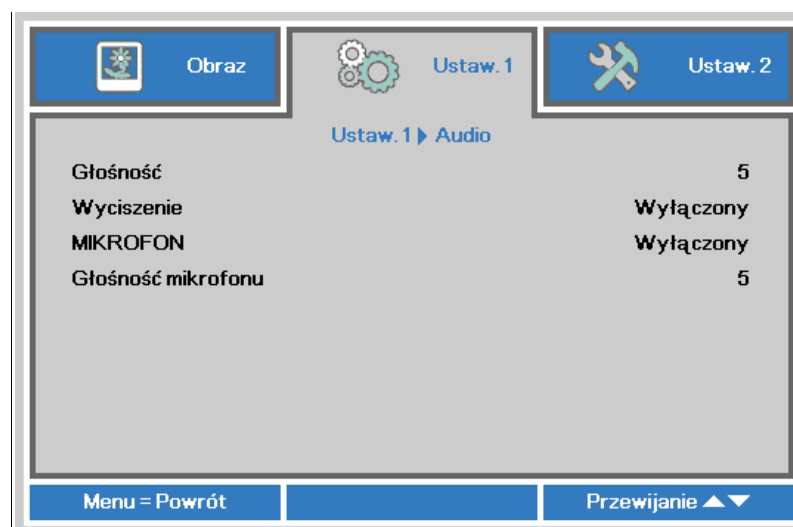 Obraz
Ustaw. 1
Ustaw. 2
Ustaw. 1 Audio
Głośność 5
Wyciszenie Wyłączony
MIKROFON Wyłączony
Głośność mikrofonu 5
Menu = Powrót
Przewijanie